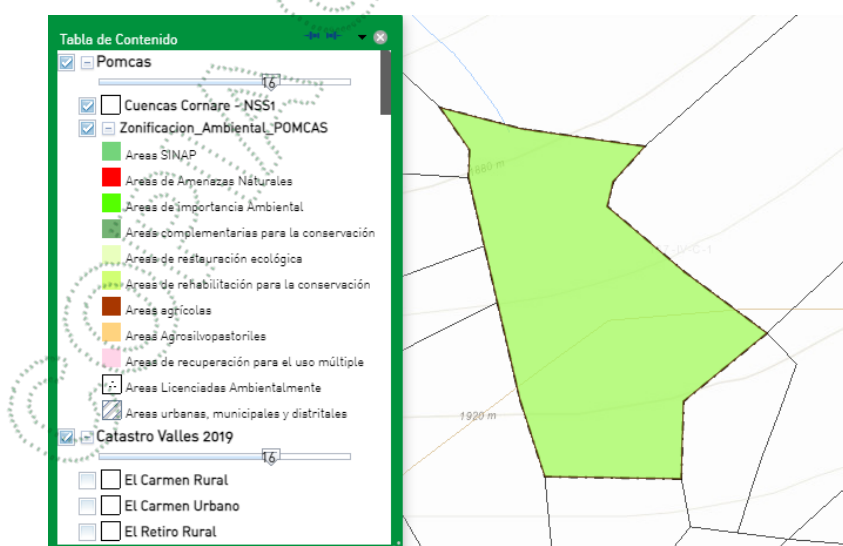 Tabla de Contenido
Pomcas
16
Cuencas Cornare - NSS1
Zonificacion_Ambiental_POMCAS
Areas SINAP
Areas de Amenazas Naturales
Areas de importancia Ambiental
Areas complementarias para la conservación
Areas de restauración ecológica
Areas de rehabilitación para la conservación
Areas agrícolas
Areas Agrosilvopastoriles
Areas de recuperación para el uso múltiple
Areas Licenciadas Ambientalmente
Areas urbanas, municipales y distritales
Catastro Valles 2019
16
El Carmen Rural
El Carmen Urbano
El Retiro Rural
1880 m
-IV-C-1
1920 m